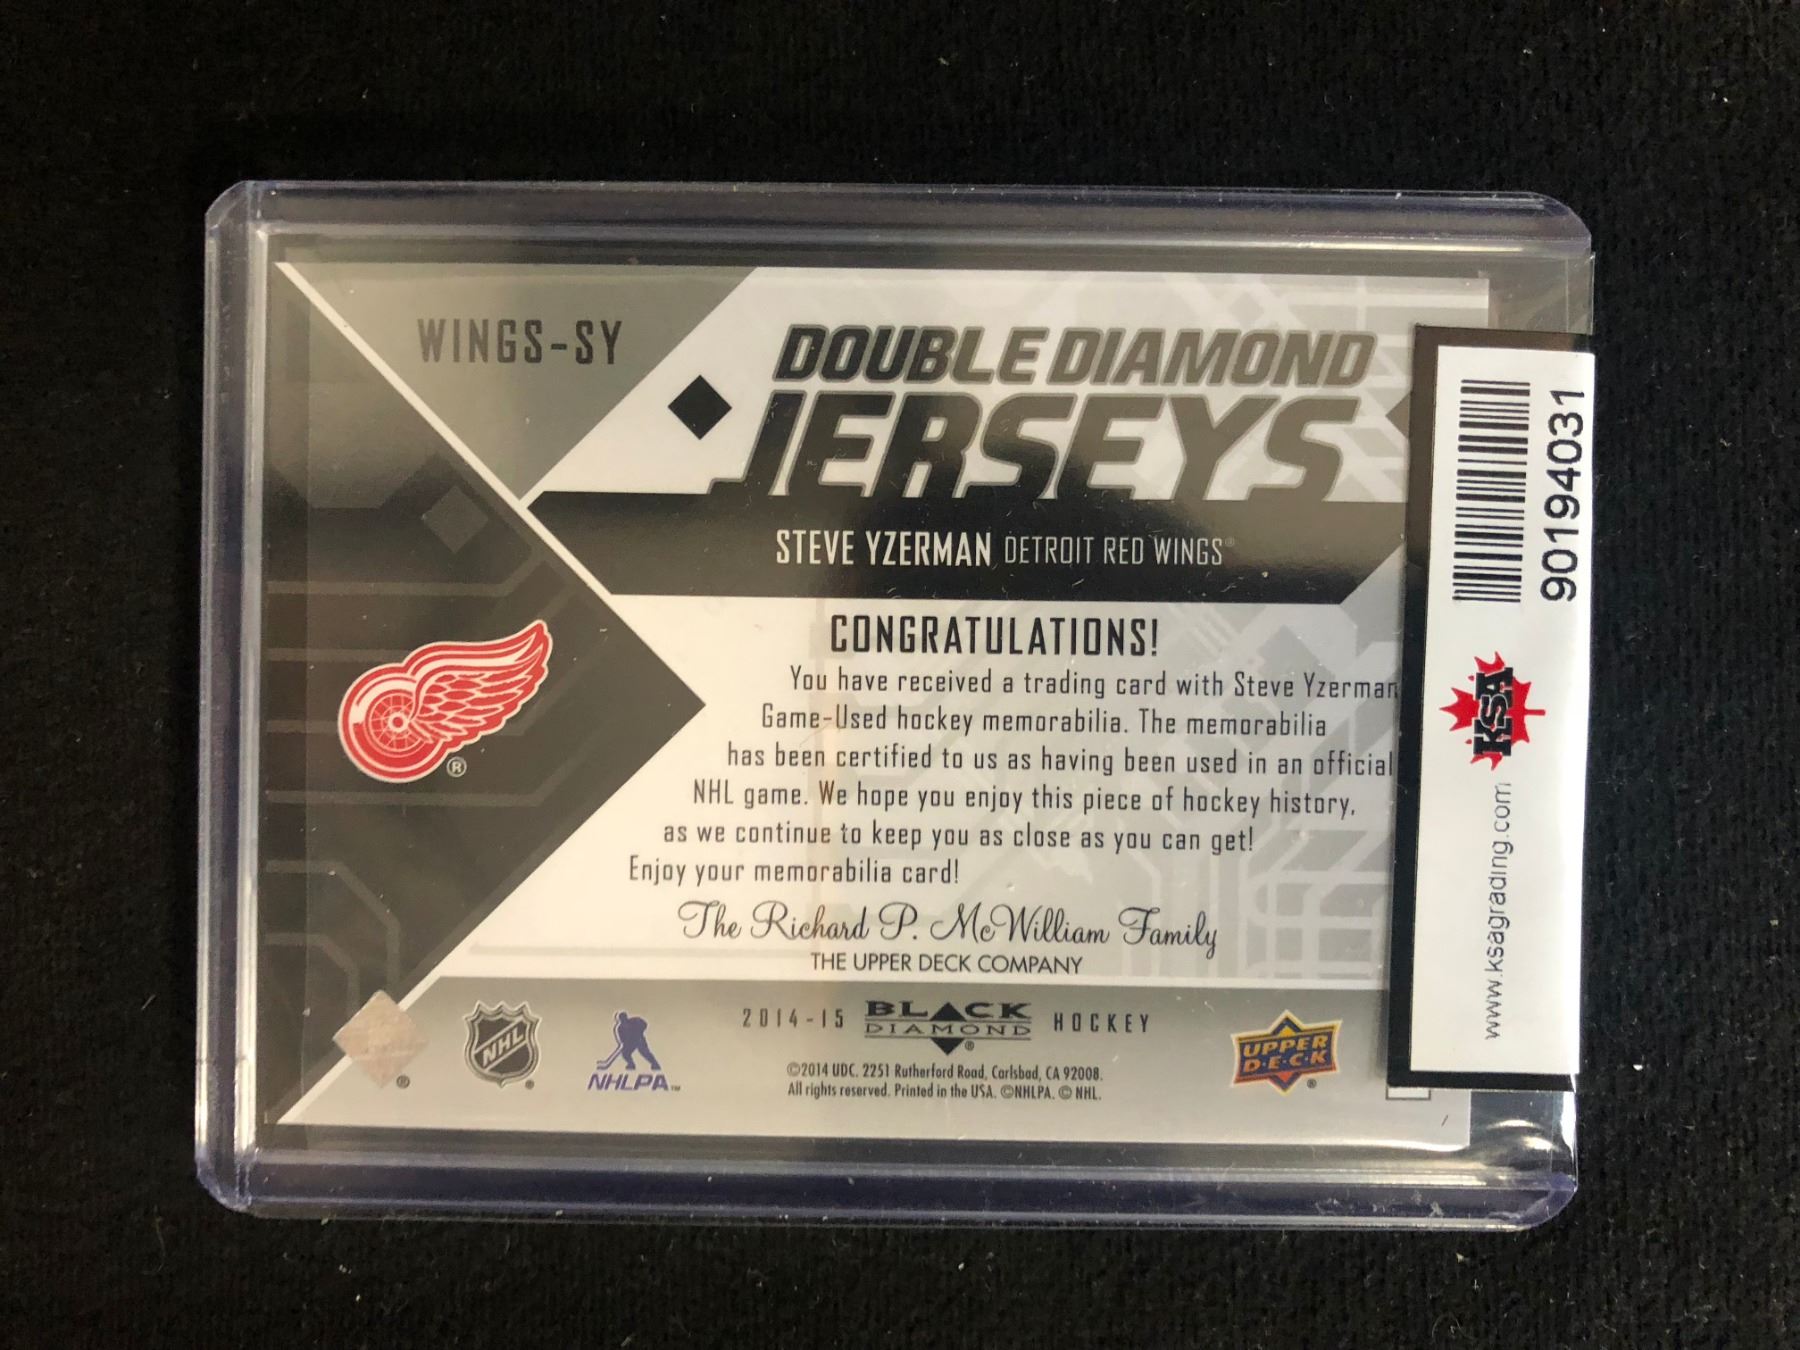 WINGS-SY
DOUBLE DIAMOND
JERSEYS
STEVE YZERMAN DETROIT RED WINGS®
CONGRATULATIONS!
You have received a trading card with Steve Yzerman
Game-Used hockey memorabilia. The memorabilia
has been certified to us as having been used in an official
NHL game. We hope you enjoy this piece of hockey history,
as we continue to keep you as close as you can get!
Enjoy your memorabilia card!
The Richard P. McWilliam Family
THE UPPER DECK COMPANY
®
®
NHL
®
NHLPA™
2014-15 BLACK DIAMOND® HOCKEY
©2014 UDC. 2251 Rutherford Road, Carlsbad, CA 92008.
All rights reserved. Printed in the USA. ©NHLPA. © NHL.
UPPER
D·E·C·K
®
90194031
KSA
www.ksagrading.com